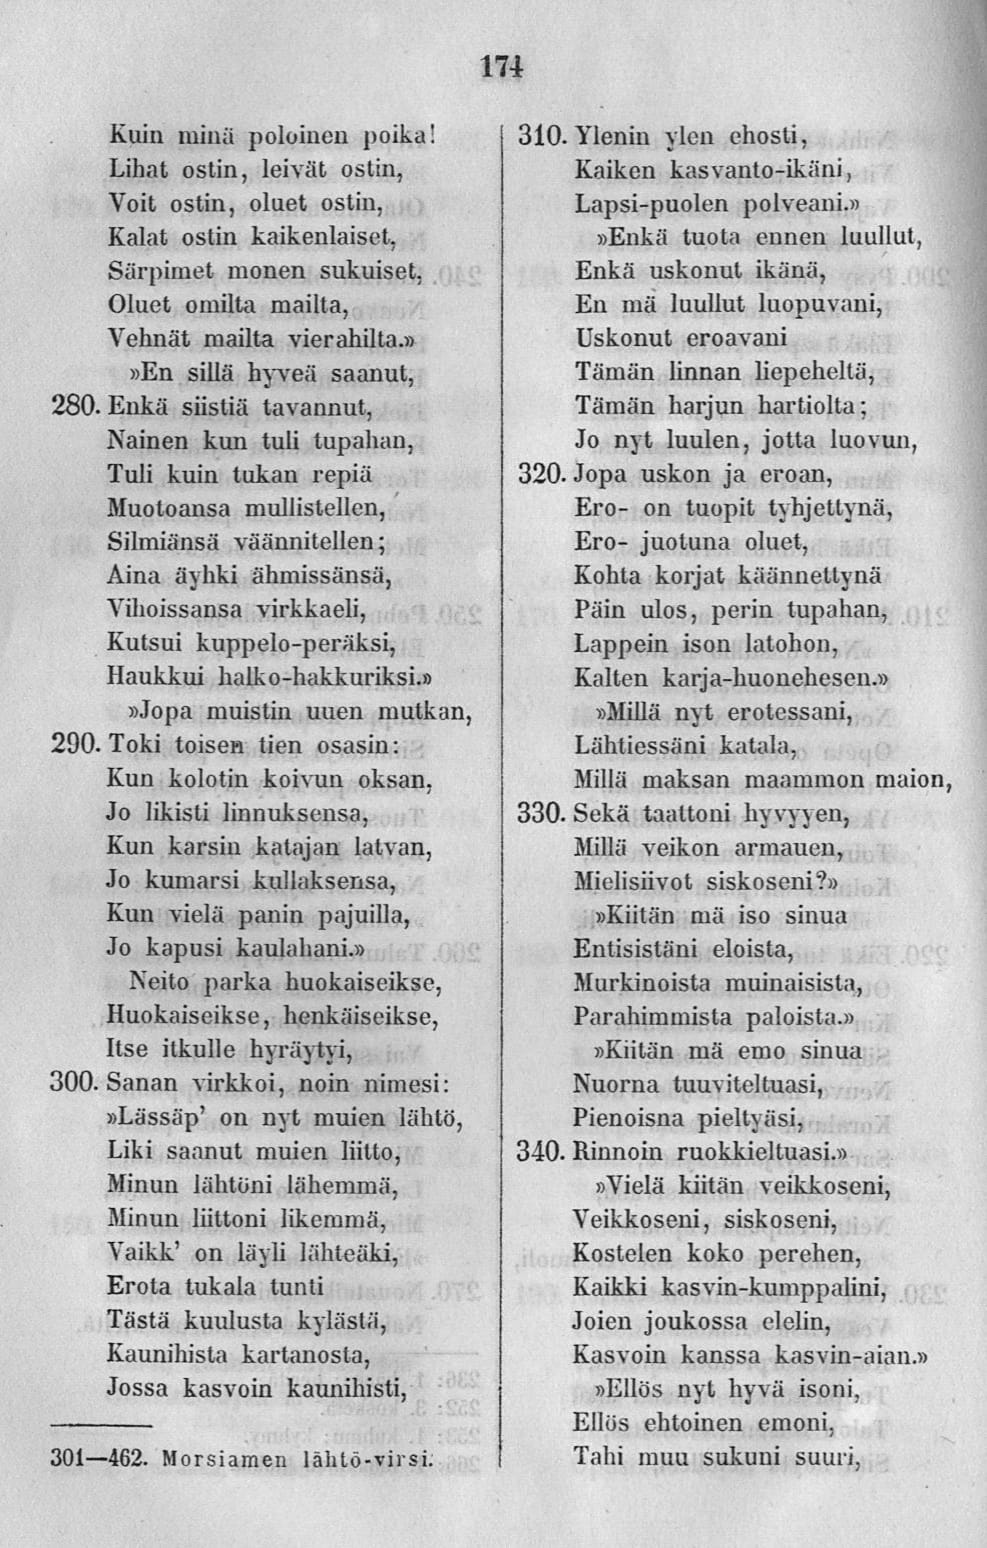 174
Kuin minä poloinen poika!
Lihat ostin, leivät ostin,
Voit ostin, oluet ostin,
Kalat ostin kaikenlaiset,
Särpimet monen sukuiset,
Oluet omilta mailta,
Vehnät mailta vierahilta.»
»En sillä hyveä saanut,
280. Enkä siistiä tavannut,
Nainen kun tuli tupahan,
Tuli kuin tukan repiä
Muotoansa mullistellen,
Silmiänsä väännitellen:
Aina äyhki ähmissänsä,
Vihoissansa virkkaeli,
Kutsui kuppelo-peräksi,
Haukkui halko-hakkuriksi.»
»Jopa muistin uuen mutkan,
290. Toki toisen tien osasin:
Kun kolotin koivun oksan,
Jo likisti linnuksensa,
Kun karsin katajan latvan,
Jo kumarsi kullaksensa,
Kun vielä panin pajuilla,
Jo kapusi kaulahani.»
Neito parka huokaiseikse,
Huokaiseikse, henkäiseikse,
Itse itkulle hyräytyi,
300. Sanan virkkoi, noin nimesi:
»Lässäp' on nyt muien lähtö,
Liki saanut muien liitto,
Minun lähtöni lähemmä,
Minun liittoni likemmä,
Vaikk' on läyli lähteäki,
Erota tukala tunti
Tästä kuulusta kylästä,
Kaunihista kartanosta,
Jossa kasvoin kaunihisti,
301—462. Morsiamen lähtö-virsi.
310. Ylenin ylen ehosti,
Kaiken kasvanto-ikäni,
Lapsi-puolen polveani.»
»Enkä tuota ennen luullut,
Enkä uskonut ikänä,
En mä luullut luopuvani,
Uskonut eroavani
Tämän linnan liepeheltä,
Tämän harjun hartiolta;
Jo nyt luulen, jotta luovun,
320. Jopa uskon ja eroan,
Ero- on tuopit tyhjettynä,
Ero- juotuna oluet,
Kohta korjat käännettynä
Päin ulos, perin tupahan,
Lappein ison latohon,
Kalten karja-huonehesen.»
»Millä nyt erotessani,
Lähtiessäni katala,
Millä maksan maammon maion,
330. Sekä taattoni hyvyyen,
Millä veikon armauen,
Mielisiivot siskoseni?»
»Kiitän mä iso sinua
Entisistäni eloista,
Murkinoista muinaisista,
Parahimmista paloista.»
»Kiitän mä emo sinua
Nuorna tuuviteltuasi,
Pienoisna pieltyäsi,
340. Rinnoin ruokkieltuasi.»
»Vielä kiitän veikkoseni,
Veikkoseni, siskoseni,
Kostelen koko perehen,
Kaikki kasvin-kumppalini,
Joien joukossa elelin,
Kasvoin kanssa kasvin-aian.»
»Ellös nyt hyvä isoni,
Ellös ehtoinen emoni,
Tahi muu sukuni suuri,